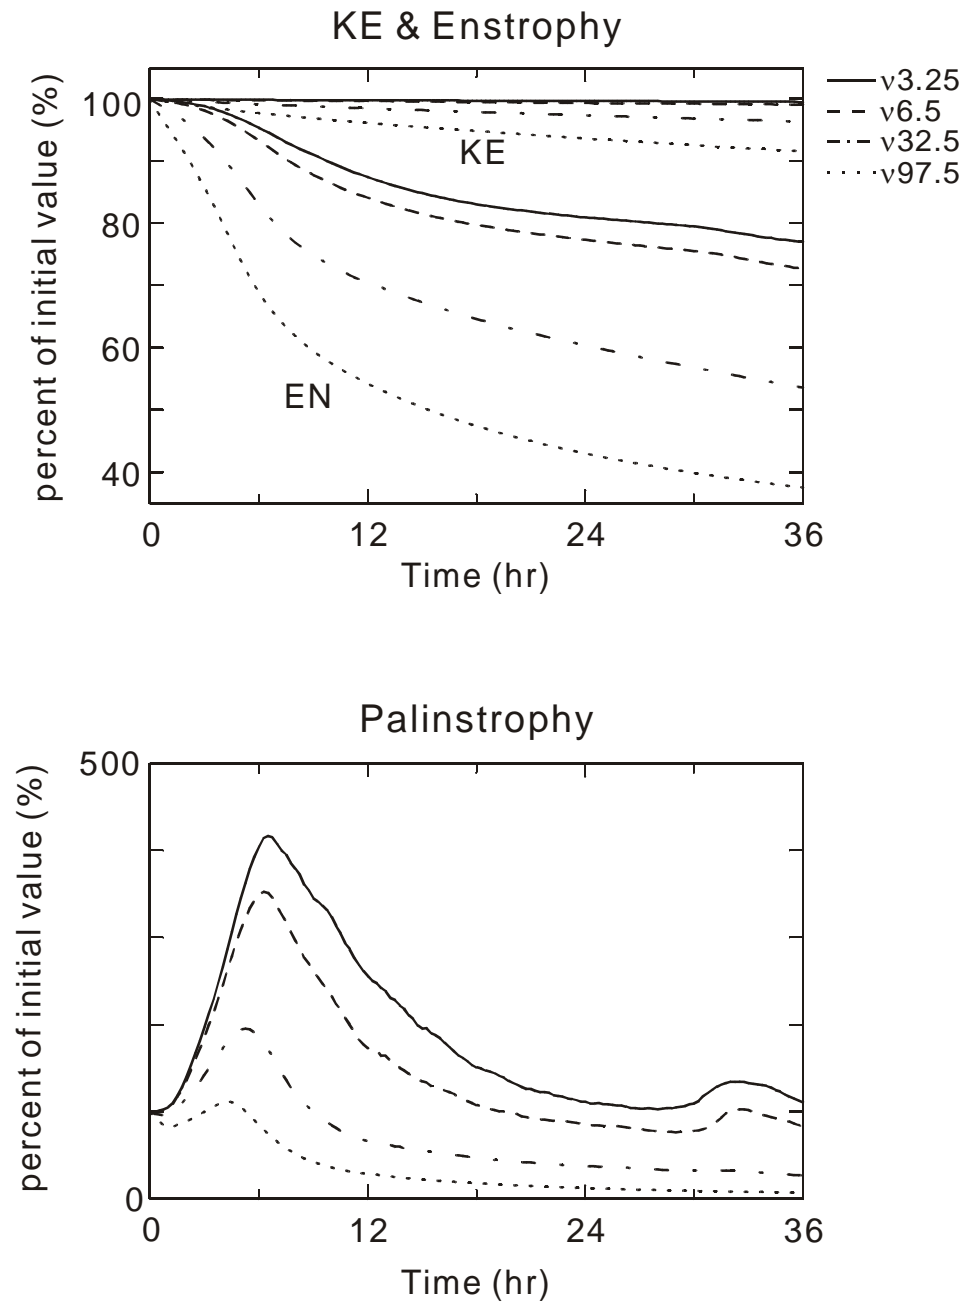 KE & Enstrophy
percent of initial value (%)
100
80
60
40
KE
EN
0
12
24
36
Time (hr)
ν3.25
ν6.5
ν32.5
ν97.5
Palinstrophy
percent of initial value (%)
500
0
0
12
24
36
Time (hr)